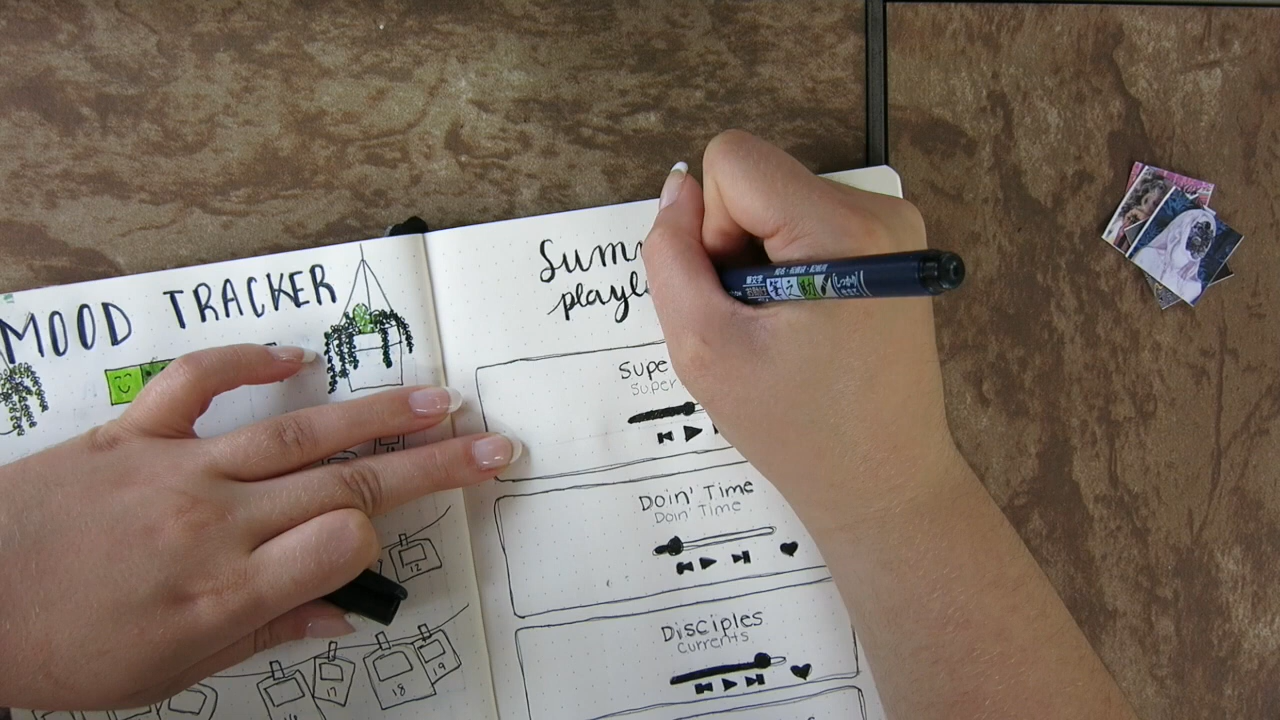 MOOD TRACKER
Summ
playl
Supe
Super
Doin' Time
Doin' Time
Disciples
currents
12
17
18
19